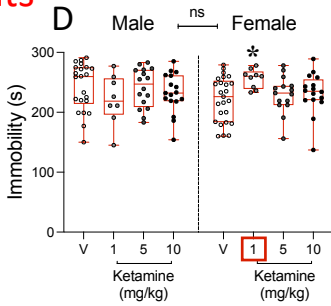 D Male ns Female
*
Immobility (s)
300
200
100
0
V 1 5 10 V 1 5 10
Ketamine Ketamine
(mg/kg) (mg/kg)